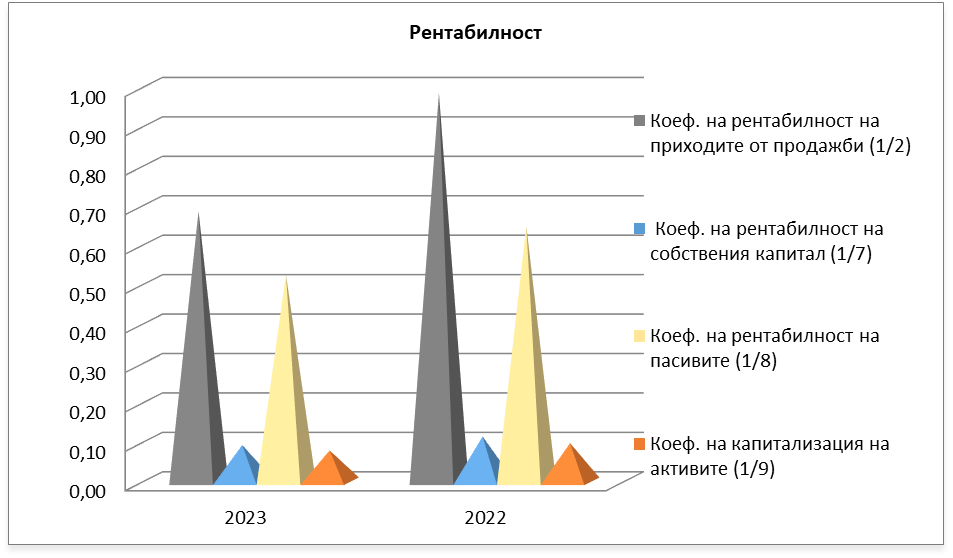 Рентабилност
1,00
0,90
0,80
0,70
0,60
0,50
0,40
0,30
0,20
0,10
0,00
2023
2022
Коеф. на рентабилност на
приходите от продажби (1/2)
Коеф. на рентабилност на
собствения капитал (1/7)
Коеф. на рентабилност на
пасивите (1/8)
Коеф. на капитализация на
активите (1/9)